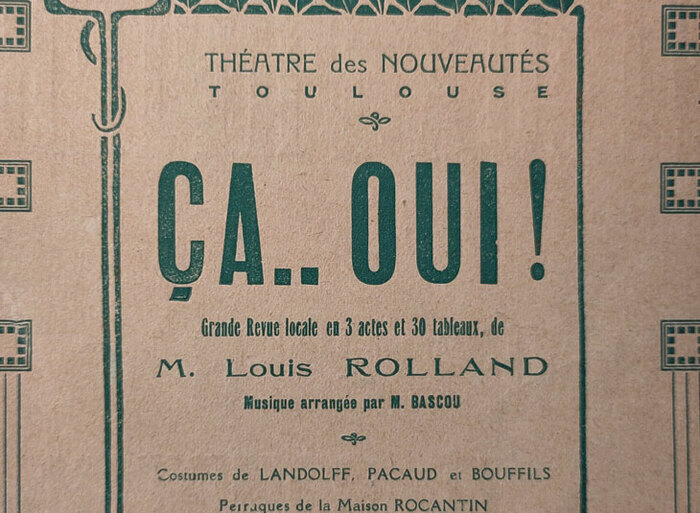 THÉATRE des NOUVEAUTÉS
TOULOUSE
ÇA.. OUI !
Grande Revue locale en 3 actes et 30 tableaux, de
M. Louis ROLLAND
Musique arrangée par M. BASCOU
Costumes de LANDOLFF, PACAUD et BOUFFILS
Perruques de la Maison ROCANTIN